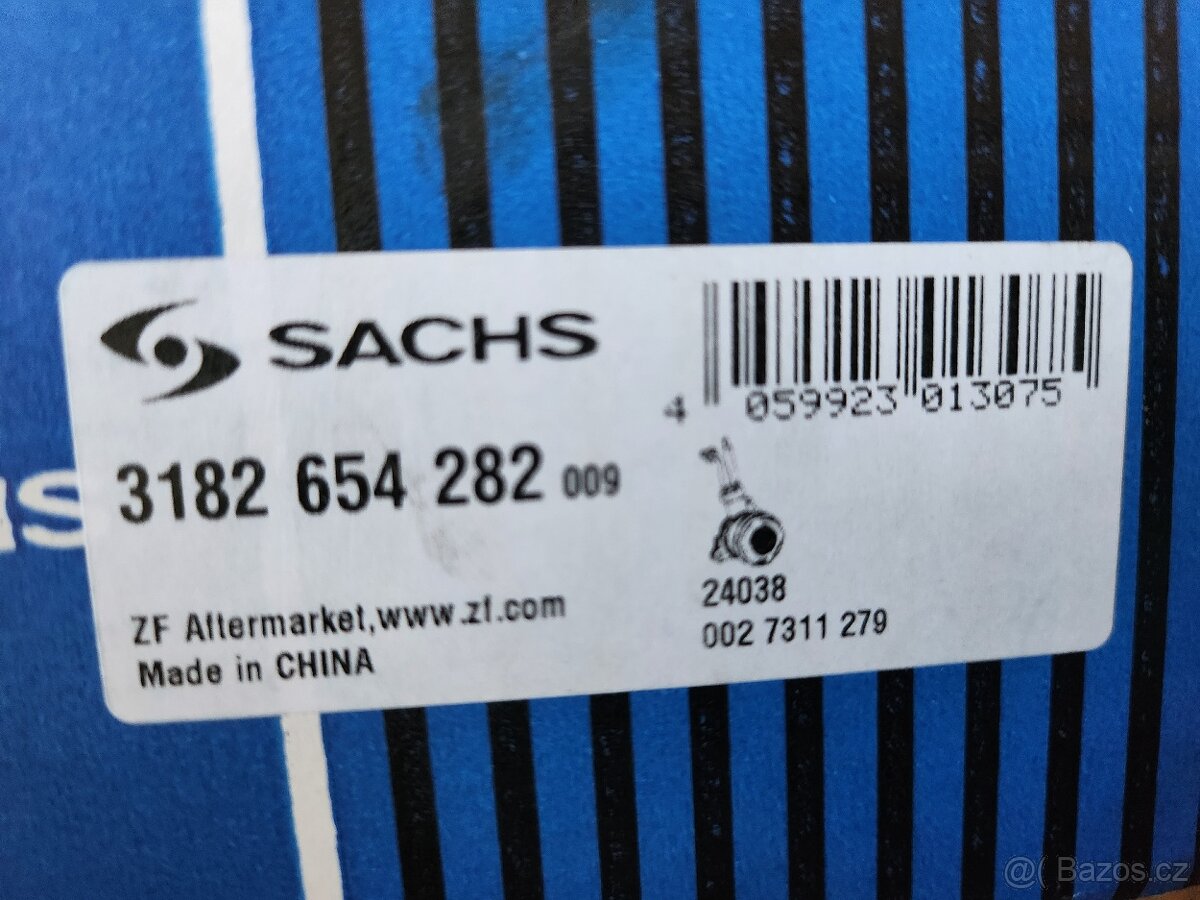 SACHS
4 059923 013075
3182 654 282 009
24038
002 7311 279
ZF Aftermarket,www.zf.com
Made in CHINA
@( Bazos.cz